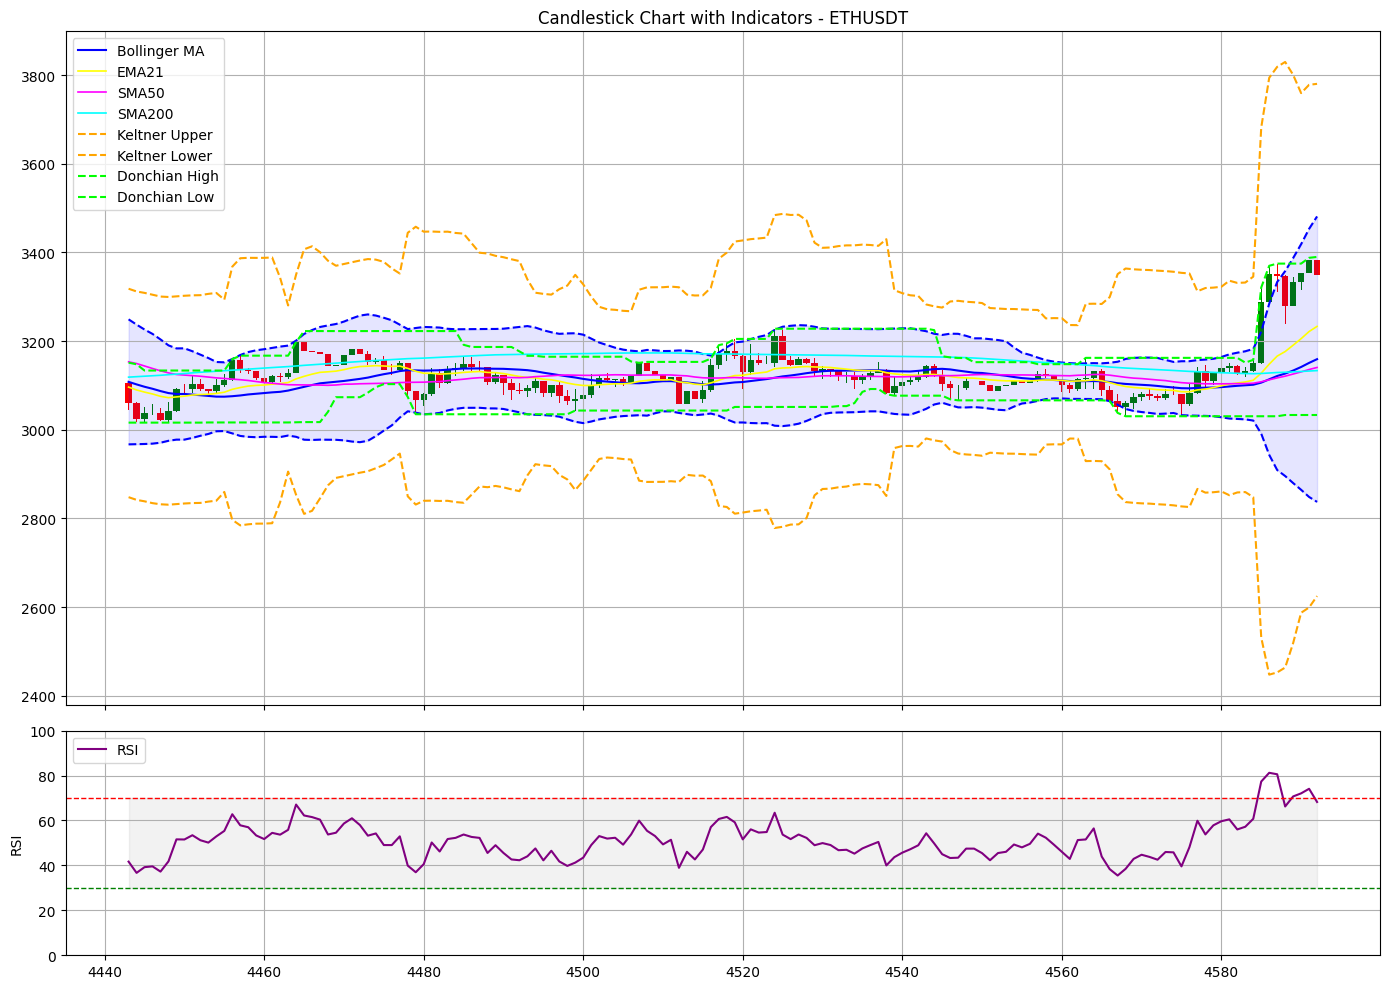 Candlestick Chart with Indicators - ETHUSDT
Bollinger MA
EMA21
SMA50
SMA200
Keltner Upper
Keltner Lower
Donchian High
Donchian Low
3800
3600
3400
3200
3000
2800
2600
2400
RSI
100
80
60
40
20
0
RSI
4440 4460 4480 4500 4520 4540 4560 4580